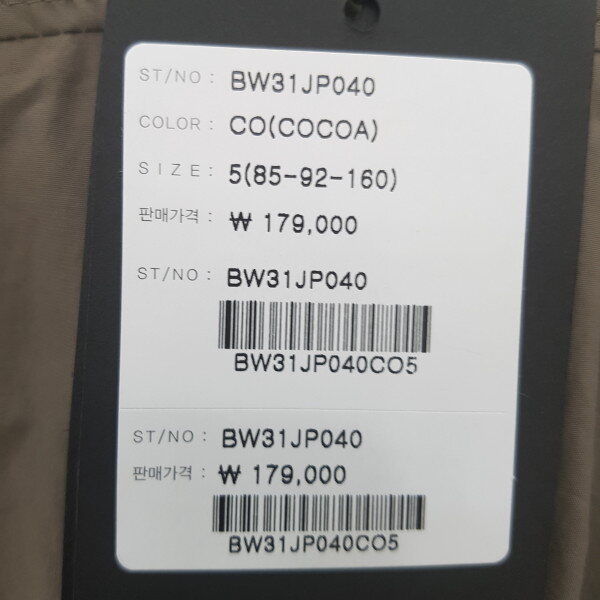 ST/NO : BW31JP040
COLOR : CO(COCOA)
SIZE : 5(85-92-160)
판매가격 : ₩ 179,000
ST/NO : BW31JP040
BW31JP040CO5
ST/NO : BW31JP040
판매가격 : ₩ 179,000
BW31JP040CO5